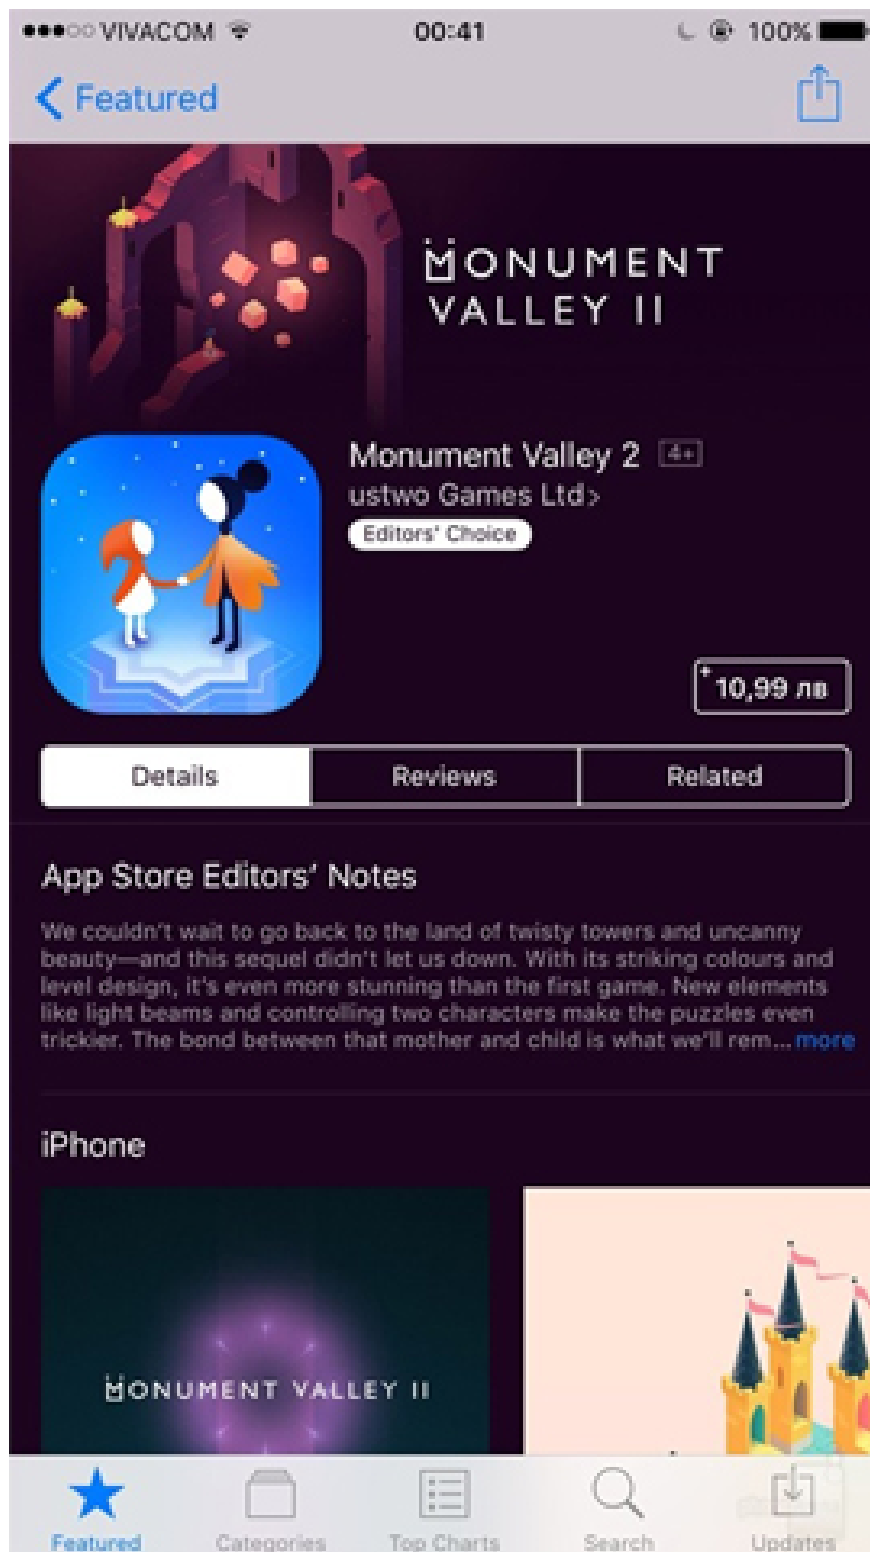 VIVACOM 00:41 100%
Featured
MONUMENT
VALLEY II
Monument Valley 2 4+
ustwo Games Ltd>
Editors' Choice
+ 10,99 лв
Details Reviews Related
App Store Editors’ Notes
We couldn’t wait to go back to the land of twisty towers and uncanny
beauty—and this sequel didn’t let us down. With its striking colours and
level design, it’s even more stunning than the first game. New elements
like light beams and controlling two characters make the puzzles even
trickier. The bond between that mother and child is what we’ll rem... more
iPhone
MONUMENT VALLEY II
Featured Categories Top Charts Search Updates